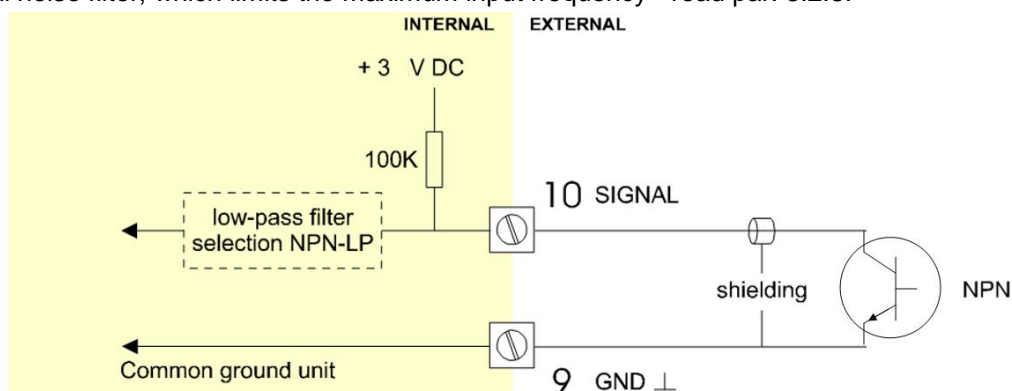 INTERNAL EXTERNAL
+ 3 V DC
100K
10 SIGNAL
low-pass filter
selection NPN-LP
shielding
NPN
Common ground unit
9 GND ⊥